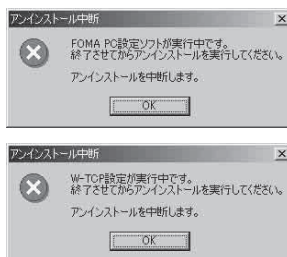 アンインストール中断
FOMA PC設定ソフトが実行中です。
終了させてからアンインストールを実行してください。
アンインストールを中断します。
OK
アンインストール中断
W-TCP設定が実行中です。
終了させてからアンインストールを実行してください。
アンインストールを中断します。
OK